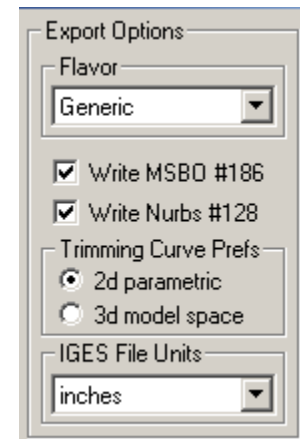 Export Options
Flavor
Generic
Write MSBO #186
Write Nurbs #128
Trimming Curve Prefs
2d parametric
3d model space
IGES File Units
inches